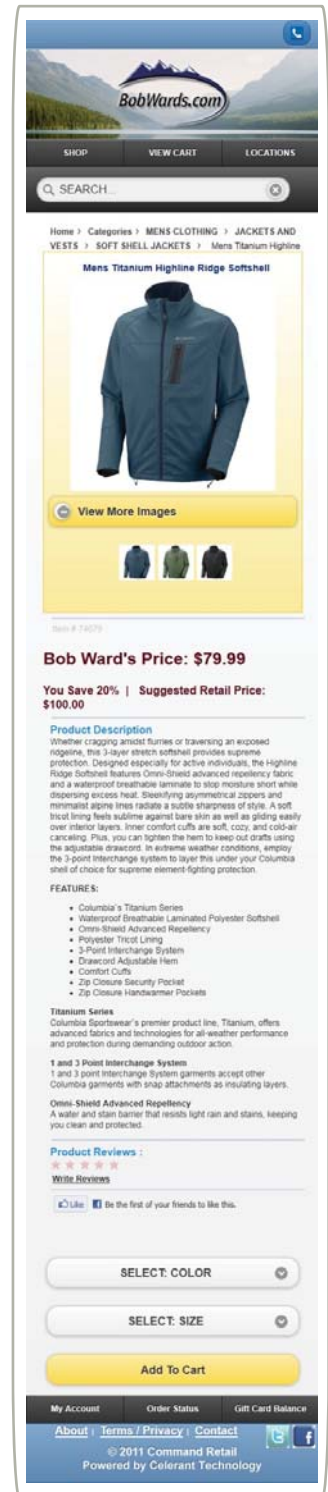 BobWards.com
SHOP VIEW CART LOCATIONS
SEARCH...
Home > Categories > MENS CLOTHING > JACKETS AND
VESTS > SOFT SHELL JACKETS > Mens Titanium Highline
Mens Titanium Highline Ridge Softshell
View More Images
Item # 74079
Bob Ward's Price: $79.99
You Save 20% | Suggested Retail Price:
$100.00
Product Description
Whether cragging amidst flurries or traversing an exposed
ridgeline, this 3-layer stretch softshell provides supreme
protection. Designed especially for active individuals, the Highline
Ridge Softshell features Omni-Shield advanced repellency fabric
and a waterproof breathable laminate to stop moisture short while
dispersing excess heat. Sleekifying asymmetrical zippers and
minimalist alpine lines radiate a subtle sharpness of style. A soft
tricot lining feels sublime against bare skin as well as gliding easily
over interior layers. Inner comfort cuffs are soft, cozy, and cold-air
canceling. Plus, you can tighten the hem to keep out drafts using
the adjustable drawcord. In extreme weather conditions, employ
the 3-point Interchange system to layer this under your Columbia
shell of choice for supreme element-fighting protection.
FEATURES:
• Columbia's Titanium Series
• Waterproof Breathable Laminated Polyester Softshell
• Omni-Shield Advanced Repellency
• Polyester Tricot Lining
• 3-Point Interchange System
• Drawcord Adjustable Hem
• Comfort Cuffs
• Zip Closure Security Pocket
• Zip Closure Handwarmer Pockets
Titanium Series
Columbia Sportswear's premier product line, Titanium, offers
advanced fabrics and technologies for all-weather performance
and protection during demanding outdoor action.
1 and 3 Point Interchange System
1 and 3 point Interchange System garments accept other
Columbia garments with snap attachments as insulating layers.
Omni-Shield Advanced Repellency
A water and stain barrier that resists light rain and stains, keeping
you clean and protected.
Product Reviews :
Write Reviews
Like Be the first of your friends to like this.
SELECT: COLOR
SELECT: SIZE
Add To Cart
My Account Order Status Gift Card Balance
About | Terms / Privacy | Contact
© 2011 Command Retail
Powered by Celerant Technology